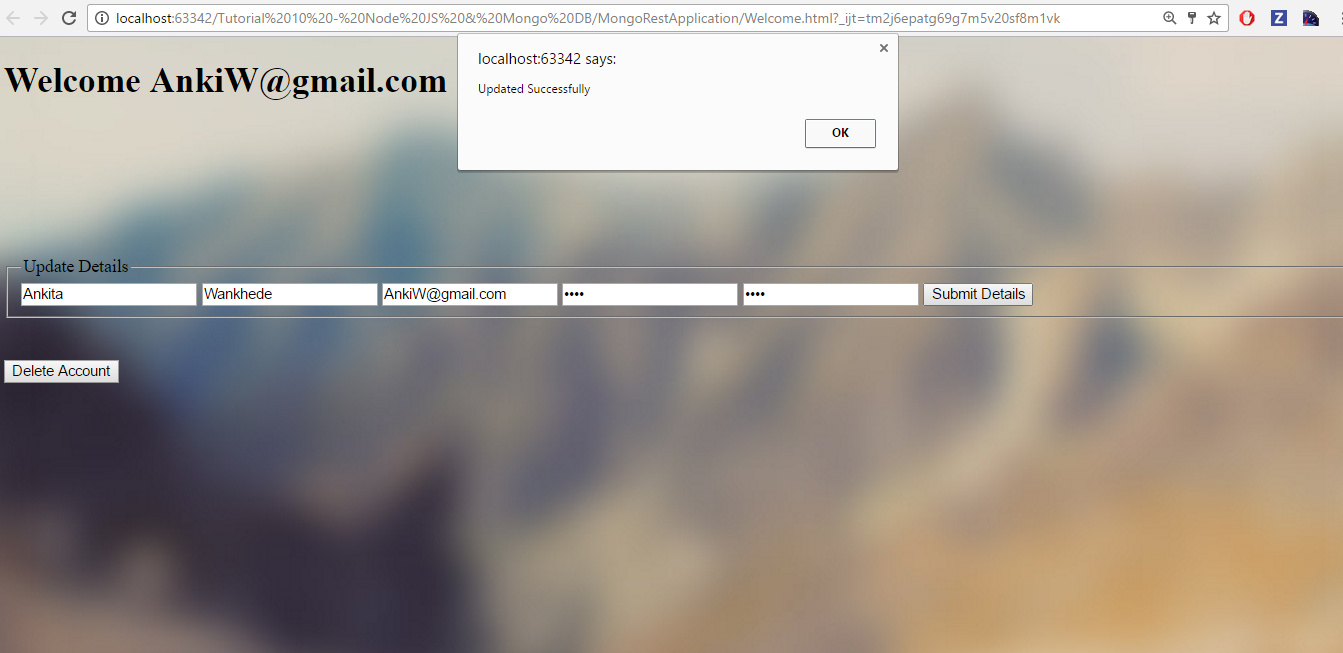 localhost:63342/Tutorial%2010%20-%20Node%20JS%20&%20Mongo%20DB/MongoRestApplication/Welcome.html?_ijt=tm2j6epatg69g7m5v20sf8m1vk
Z
localhost:63342 says:
Updated Successfully
OK
Welcome AnkiW@gmail.com
Update Details
Ankita Wankhede AnkiW@gmail.com •••• •••• Submit Details
Delete Account